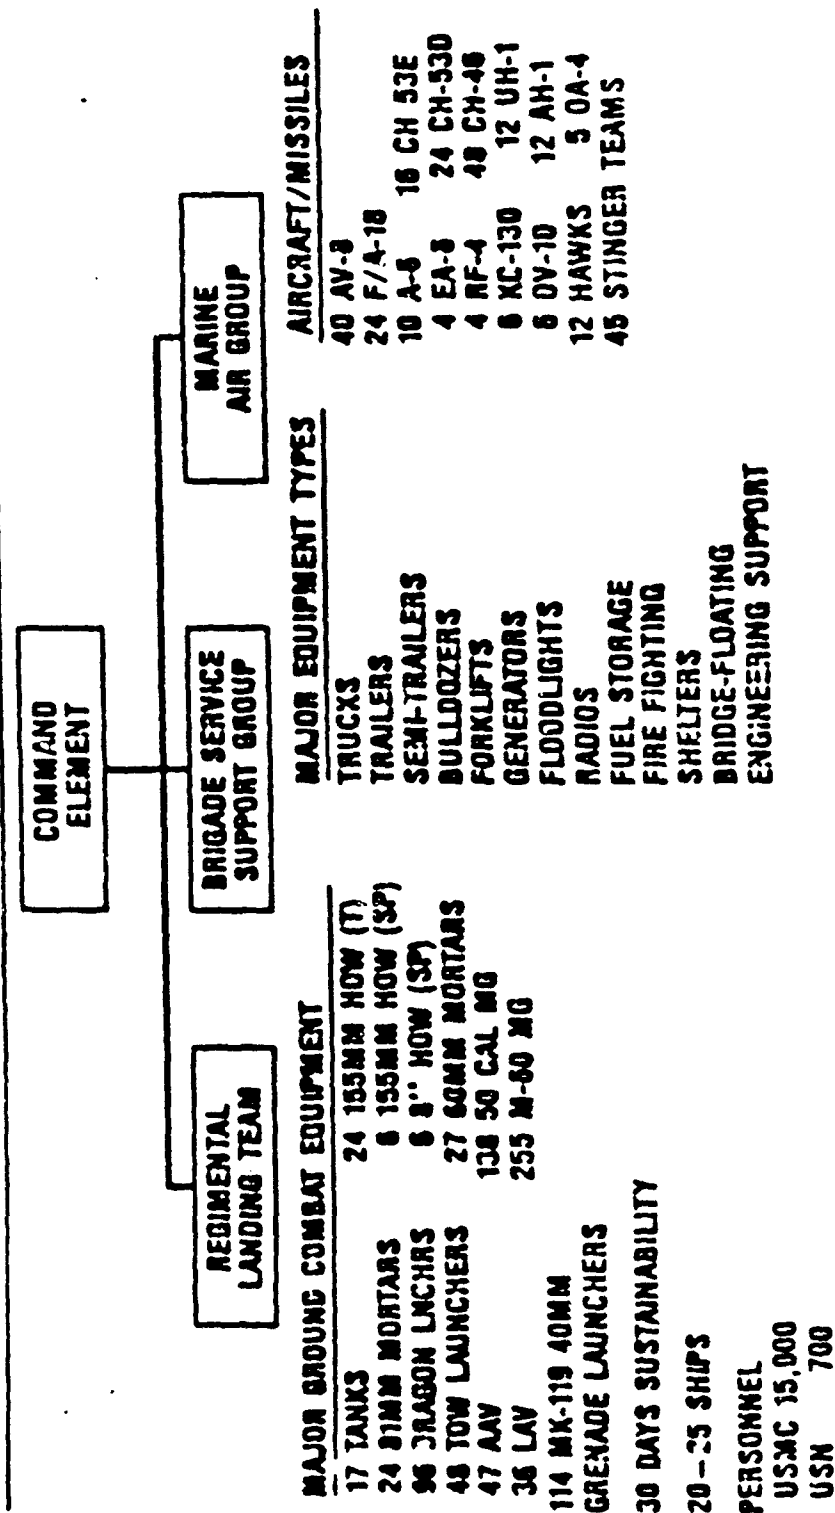 COMMAND
ELEMENT
REGIMENTAL
LANDING TEAM
BRIGADE SERVICE
SUPPORT GROUP
MARINE
AIR GROUP
MAJOR GROUND COMBAT EQUIPMENT
17 TANKS
24 81MM MORTARS
96 DRAGON LNCHRS
48 TOW LAUNCHERS
47 AAV
36 LAV
114 MK-119 40MM
GRENADE LAUNCHERS
24 155MM HOW (T)
6 155MM HOW (SP)
6 8'' HOW (SP)
27 60MM MORTARS
138 50 CAL MG
255 M-60 MG
30 DAYS SUSTAINABILITY
20-25 SHIPS
PERSONNEL
USMC 15,000
USN 700
MAJOR EQUIPMENT TYPES
TRUCKS
TRAILERS
SEMI-TRAILERS
BULLDOZERS
FORKLIFTS
GENERATORS
FLOODLIGHTS
RADIOS
FUEL STORAGE
FIRE FIGHTING
SHELTERS
BRIDGE-FLOATING
ENGINEERING SUPPORT
AIRCRAFT/MISSILES
40 AV-8
24 F/A-18
10 A-6
4 EA-6
4 RF-4
6 KC-130
6 OV-10
12 HAWKS
45 STINGER TEAMS
16 CH 53E
24 CH-53D
48 CH-46
12 UH-1
12 AH-1
5 OA-4